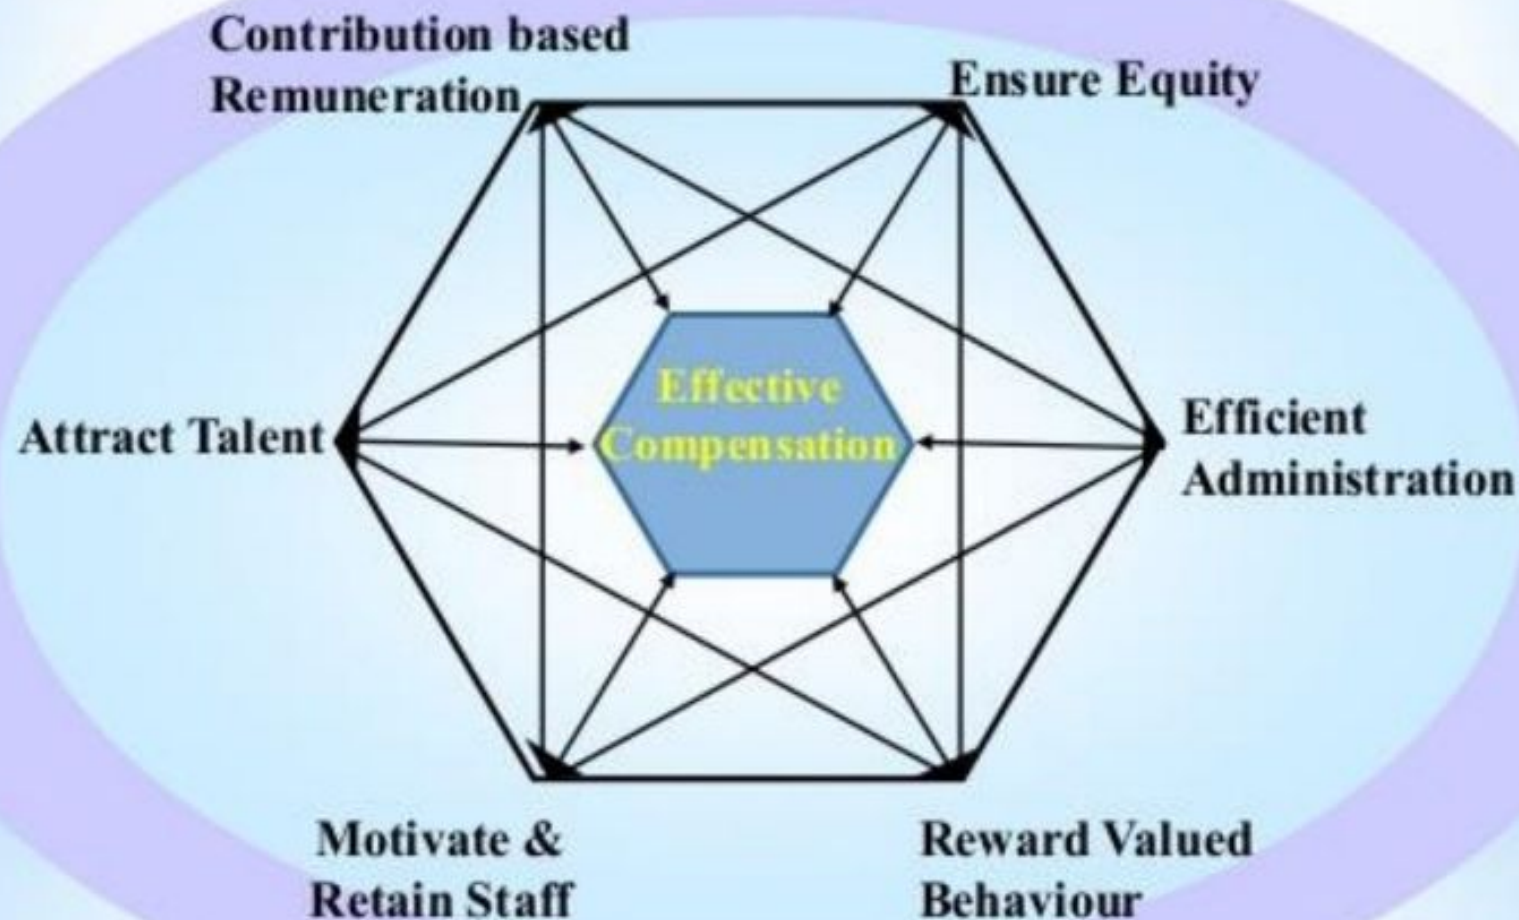 Contribution based
Remuneration
Ensure Equity
Attract Talent
Effective
Compensation
Efficient
Administration
Motivate &
Retain Staff
Reward Valued
Behaviour